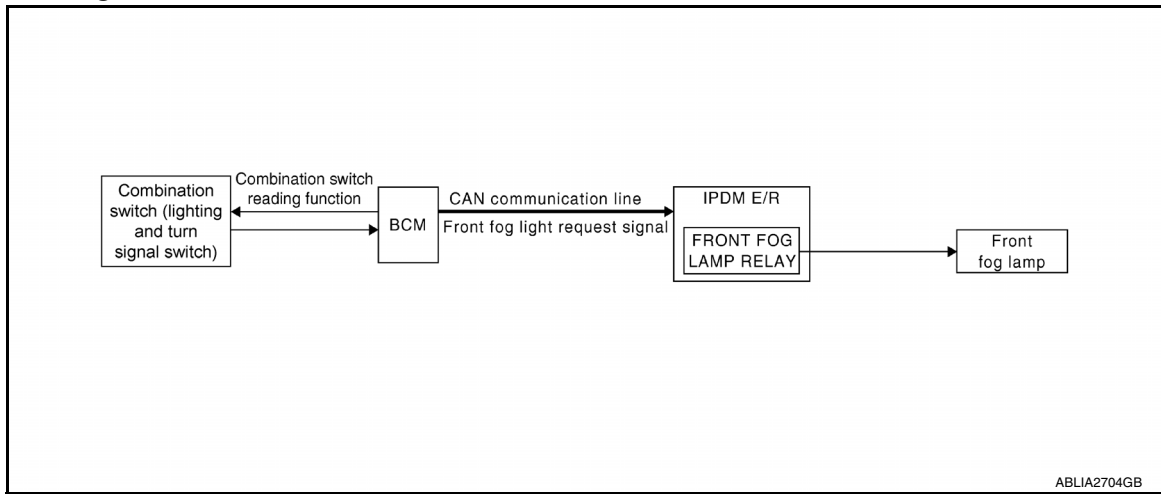 Combination
switch (lighting
and turn
signal switch)
Combination switch
reading function
BCM
CAN communication line
Front fog light request signal
IPDM E/R
FRONT FOG
LAMP RELAY
Front
fog lamp
ABLIA2704GB